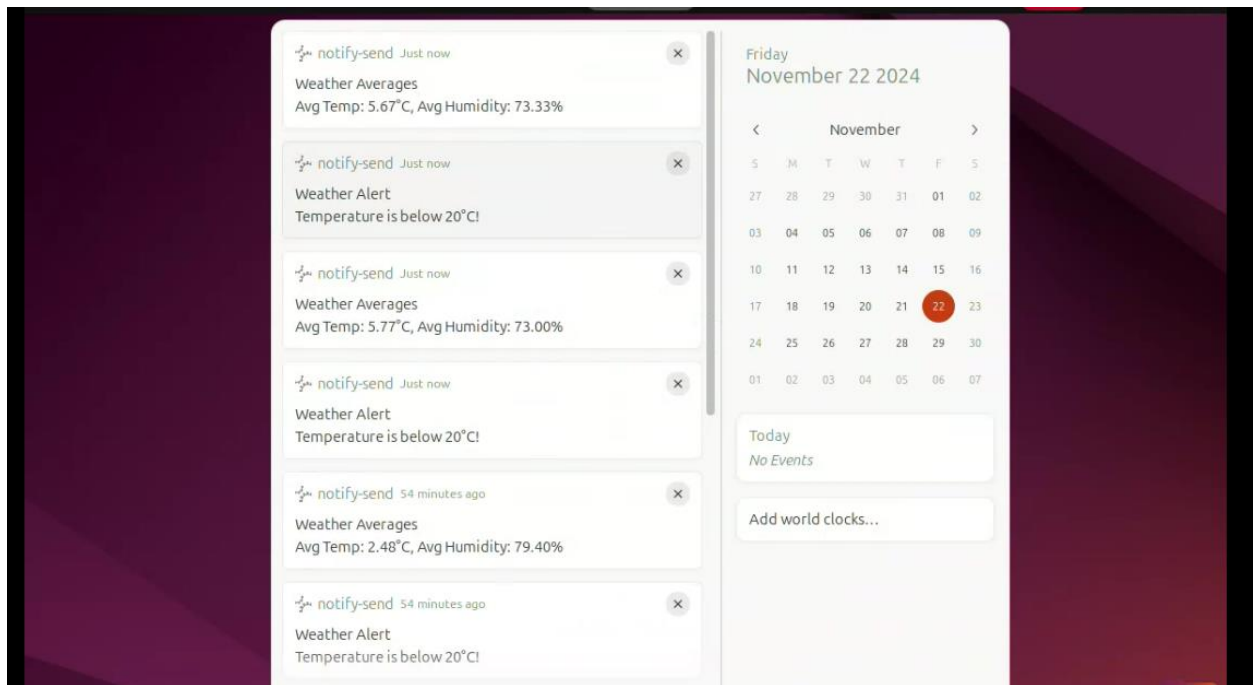 notify-send Just now
Weather Averages
Avg Temp: 5.67°C, Avg Humidity: 73.33%
notify-send Just now
Weather Alert
Temperature is below 20°C!
notify-send Just now
Weather Averages
Avg Temp: 5.77°C, Avg Humidity: 73.00%
notify-send Just now
Weather Alert
Temperature is below 20°C!
notify-send 54 minutes ago
Weather Averages
Avg Temp: 2.48°C, Avg Humidity: 79.40%
notify-send 54 minutes ago
Weather Alert
Temperature is below 20°C!
Friday
November 22 2024
November
S M T W T F S
27 28 29 30 31 01 02
03 04 05 06 07 08 09
10 11 12 13 14 15 16
17 18 19 20 21 22 23
24 25 26 27 28 29 30
01 02 03 04 05 06 07
Today
No Events
Add world clocks...